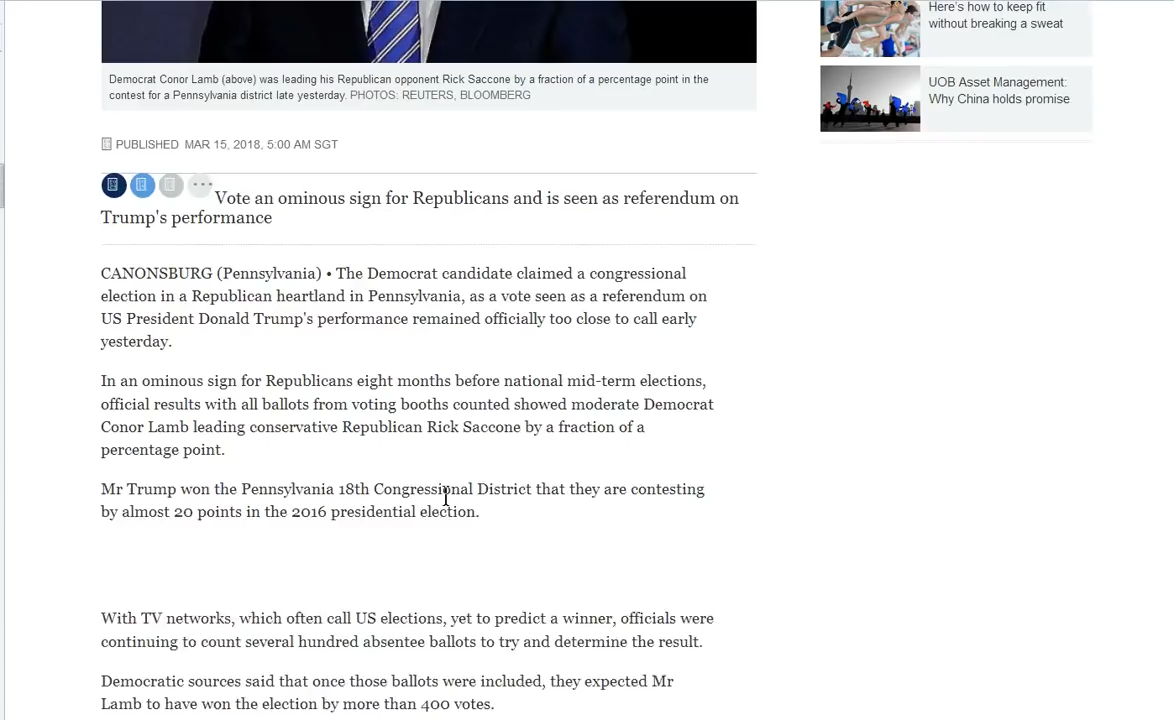 Here's how to keep fit
without breaking a sweat
UOB Asset Management:
Why China holds promise
Democrat Conor Lamb (above) was leading his Republican opponent Rick Saccone by a fraction of a percentage point in the
contest for a Pennsylvania district late yesterday. PHOTOS: REUTERS, BLOOMBERG
PUBLISHED MAR 15, 2018, 5:00 AM SGT
Vote an ominous sign for Republicans and is seen as referendum on
Trump's performance
CANONSBURG (Pennsylvania) • The Democrat candidate claimed a congressional
election in a Republican heartland in Pennsylvania, as a vote seen as a referendum on
US President Donald Trump's performance remained officially too close to call early
yesterday.
In an ominous sign for Republicans eight months before national mid-term elections,
official results with all ballots from voting booths counted showed moderate Democrat
Conor Lamb leading conservative Republican Rick Saccone by a fraction of a
percentage point.
Mr Trump won the Pennsylvania 18th Congressional District that they are contesting
by almost 20 points in the 2016 presidential election.
With TV networks, which often call US elections, yet to predict a winner, officials were
continuing to count several hundred absentee ballots to try and determine the result.
Democratic sources said that once those ballots were included, they expected Mr
Lamb to have won the election by more than 400 votes.